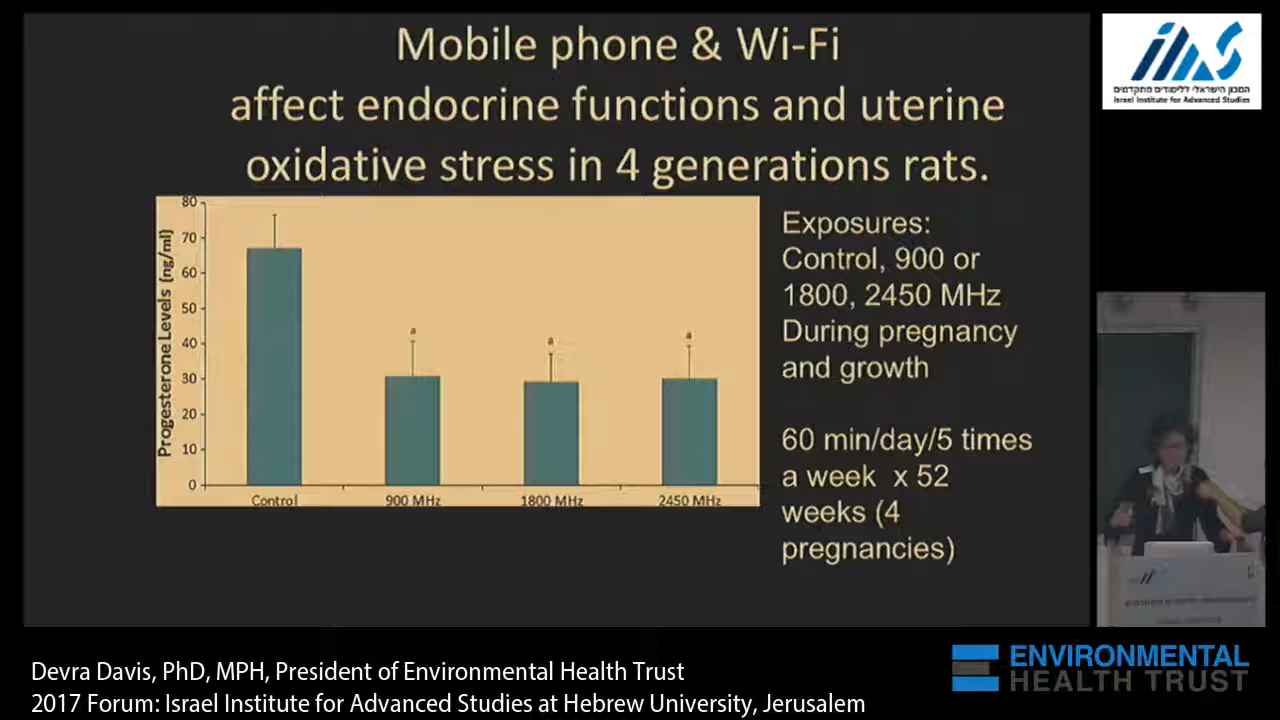 Mobile phone & Wi-Fi
affect endocrine functions and uterine
oxidative stress in 4 generations rats.
Progesterone Levels (ng/ml)
80
70
60
50
40
30
20
10
0
a
a
a
Control
900 MHz
1800 MHz
2450 MHz
Exposures:
Control, 900 or
1800, 2450 MHz
During pregnancy
and growth
60 min/day/5 times
a week x 52
weeks (4
pregnancies)
המכון הישראלי ללימודים מתקדמים
Israel Institute for Advanced Studies
Devra Davis, PhD, MPH, President of Environmental Health Trust
2017 Forum: Israel Institute for Advanced Studies at Hebrew University, Jerusalem
ENVIRONMENTAL
HEALTH TRUST